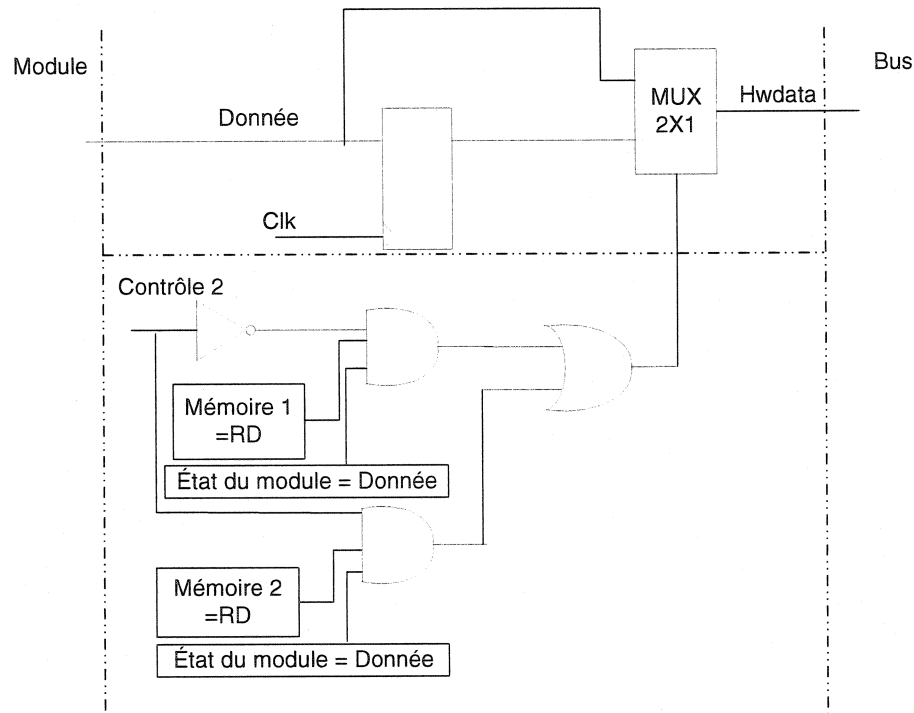 Module
Bus
MUX
2X1
Hwdata
Donnée
Clk
Contrôle 2
Mémoire 1
=RD
État du module = Donnée
Mémoire 2
=RD
État du module = Donnée